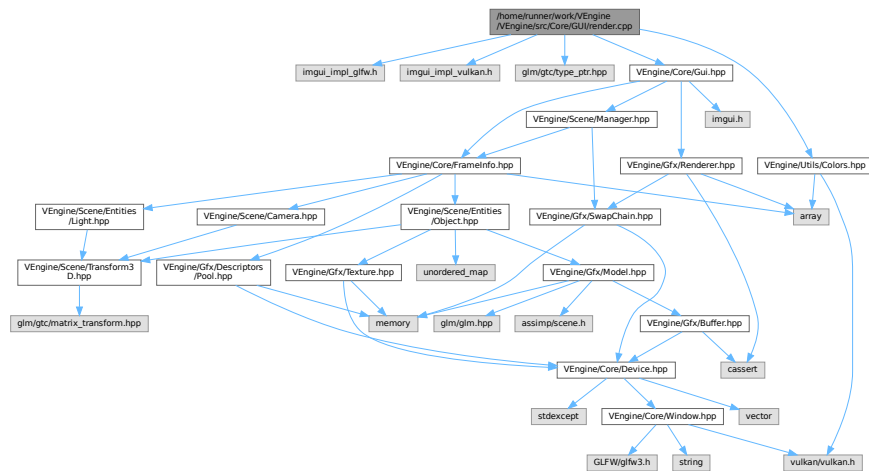 /home/runner/work/VEngine
/VEngine/src/Core/GUI/render.cpp
imgui_impl_glfw.h
imgui_impl_vulkan.h
glm/gtc/type_ptr.hpp
VEngine/Core/Gui.hpp
VEngine/Scene/Manager.hpp
imgui.h
VEngine/Core/FrameInfo.hpp
VEngine/Gfx/Renderer.hpp
VEngine/Utils/Colors.hpp
VEngine/Scene/Entities
/Light.hpp
VEngine/Scene/Camera.hpp
VEngine/Scene/Entities
/Object.hpp
VEngine/Gfx/SwapChain.hpp
array
VEngine/Scene/Transform3
D.hpp
VEngine/Gfx/Descriptors
/Pool.hpp
VEngine/Gfx/Texture.hpp
unordered_map
VEngine/Gfx/Model.hpp
glm/gtc/matrix_transform.hpp
memory
glm/glm.hpp
assimp/scene.h
VEngine/Gfx/Buffer.hpp
VEngine/Core/Device.hpp
cassert
stdexcept
VEngine/Core/Window.hpp
vector
GLFW/glfw3.h
string
vulkan/vulkan.h